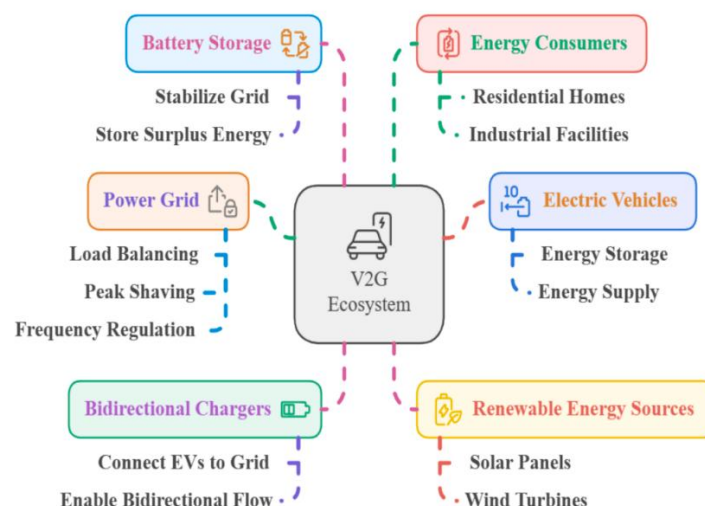 Battery Storage
Stabilize Grid
Store Surplus Energy
Energy Consumers
Residential Homes
Industrial Facilities
Power Grid
Load Balancing
Peak Shaving
Frequency Regulation
V2G
Ecosystem
10
Electric Vehicles
Energy Storage
Energy Supply
Bidirectional Chargers
Connect EVs to Grid
Enable Bidirectional Flow
Renewable Energy Sources
Solar Panels
Wind Turbines